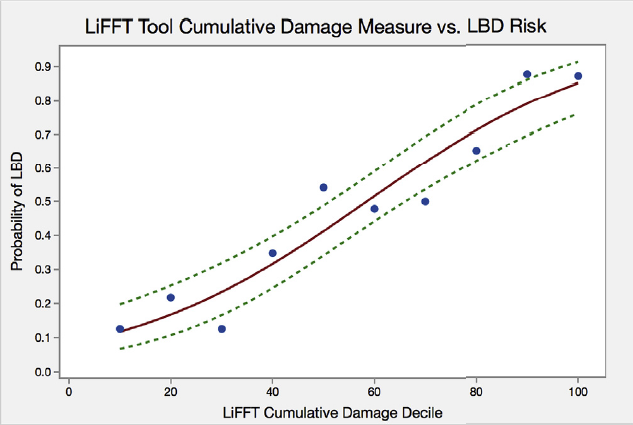 LiFFT Tool Cumulative Damage Measure vs. LBD Risk
0.9
0.8
0.7
0.6
0.5
0.4
0.3
0.2
0.1
0.0
Probability of LBD
0 20 40 60 80 100
LiFFT Cumulative Damage Decile